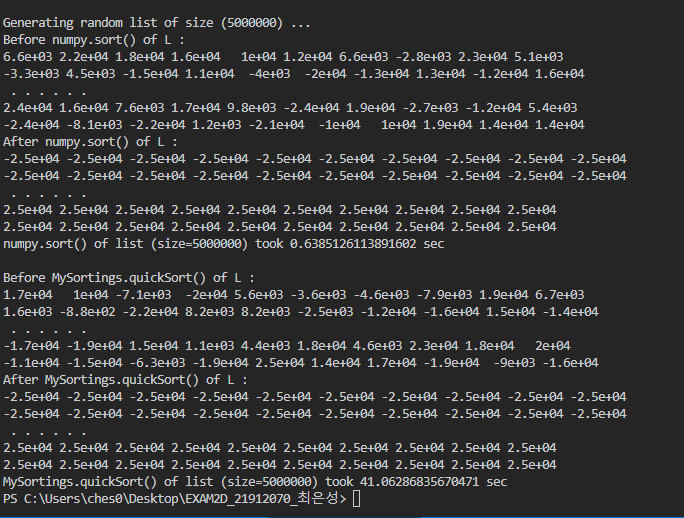 Generating random list of size (5000000) ...
Before numpy.sort() of L :
6.6e+03 2.2e+04 1.8e+04 1.6e+04   1e+04 1.2e+04 6.6e+03 -2.8e+03 2.3e+04 5.1e+03
-3.3e+03 4.5e+03 -1.5e+04 1.1e+04  -4e+03  -2e+04 -1.3e+04 1.3e+04 -1.2e+04 1.6e+04
 . . . . . .
2.4e+04 1.6e+04 7.6e+03 1.7e+04 9.8e+03 -2.4e+04 1.9e+04 -2.7e+03 -1.2e+04 5.4e+03
-2.4e+04 -8.1e+03 -2.2e+04 1.2e+03 -2.1e+04  -1e+04   1e+04 1.9e+04 1.4e+04 1.4e+04
After numpy.sort() of L :
-2.5e+04 -2.5e+04 -2.5e+04 -2.5e+04 -2.5e+04 -2.5e+04 -2.5e+04 -2.5e+04 -2.5e+04 -2.5e+04
-2.5e+04 -2.5e+04 -2.5e+04 -2.5e+04 -2.5e+04 -2.5e+04 -2.5e+04 -2.5e+04 -2.5e+04 -2.5e+04
 . . . . . .
2.5e+04 2.5e+04 2.5e+04 2.5e+04 2.5e+04 2.5e+04 2.5e+04 2.5e+04 2.5e+04 2.5e+04
2.5e+04 2.5e+04 2.5e+04 2.5e+04 2.5e+04 2.5e+04 2.5e+04 2.5e+04 2.5e+04 2.5e+04
numpy.sort() of list (size=5000000) took 0.6385126113891602 sec

Before MySortings.quickSort() of L :
1.7e+04   1e+04 -7.1e+03  -2e+04 5.6e+03 -3.6e+03 -4.6e+03 -7.9e+03 1.9e+04 6.7e+03
1.6e+03 -8.8e+02 -2.2e+04 8.2e+03 8.2e+03 -2.5e+03 -1.2e+04 -1.6e+04 1.5e+04 -1.4e+04
 . . . . . .
-1.7e+04 -1.9e+04 1.5e+04 1.1e+03 4.4e+03 1.8e+04 4.6e+03 2.3e+04 1.8e+04   2e+04
-1.1e+04 -1.5e+04 -6.3e+03 -1.9e+04 2.5e+04 1.4e+04 1.7e+04 -1.9e+04  -9e+03 -1.6e+04
After MySortings.quickSort() of L :
-2.5e+04 -2.5e+04 -2.5e+04 -2.5e+04 -2.5e+04 -2.5e+04 -2.5e+04 -2.5e+04 -2.5e+04 -2.5e+04
-2.5e+04 -2.5e+04 -2.5e+04 -2.5e+04 -2.5e+04 -2.5e+04 -2.5e+04 -2.5e+04 -2.5e+04 -2.5e+04
 . . . . . .
2.5e+04 2.5e+04 2.5e+04 2.5e+04 2.5e+04 2.5e+04 2.5e+04 2.5e+04 2.5e+04 2.5e+04
2.5e+04 2.5e+04 2.5e+04 2.5e+04 2.5e+04 2.5e+04 2.5e+04 2.5e+04 2.5e+04 2.5e+04
MySortings.quickSort() of list (size=5000000) took 41.06286835670471 sec
PS C:\Users\ches0\Desktop\EXAM2D_21912070_최은성>